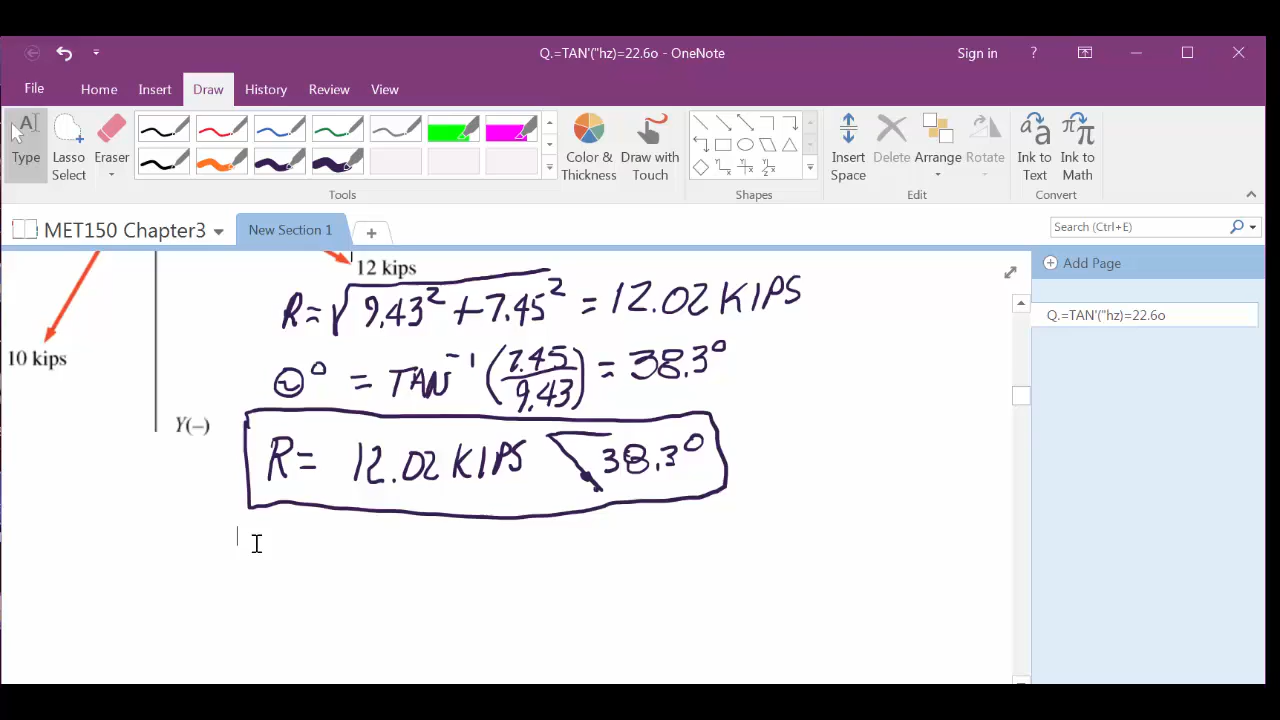 Q.=TAN'("hz)=22.6o - OneNote
Sign in
?
File
Home
Insert
Draw
History
Review
View
Type
Lasso Select
Eraser
Color & Thickness
Draw with Touch
Insert Space
Delete
Arrange
Rotate
Ink to Text
Ink to Math
Tools
Shapes
Edit
Convert
MET150 Chapter3
New Section 1
Search (Ctrl+E)
Add Page
Q.=TAN'("hz)=22.6o
12 kips
R=√9.43²+7.45² = 12.02 KIPS
10 kips
Θ° = TAN⁻¹ (7.45/9.43) = 38.3°
Y(–)
R= 12.02 KIPS 38.3°